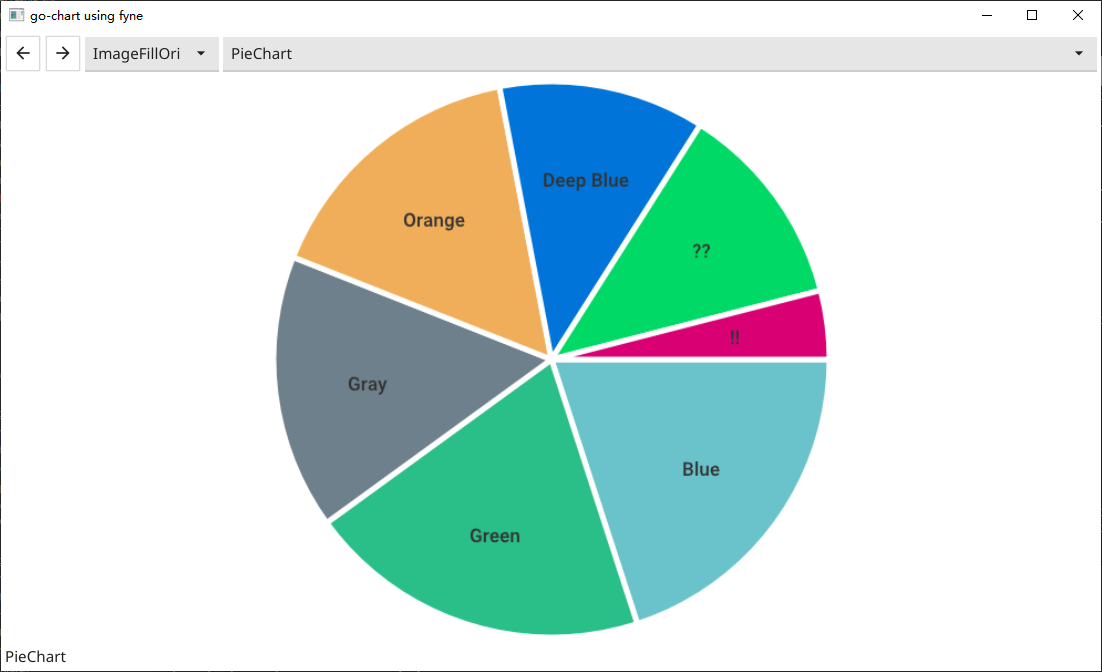 go-chart using fyne
ImageFillOri
PieChart
Deep Blue
Orange
??
!!
Gray
Blue
Green
PieChart